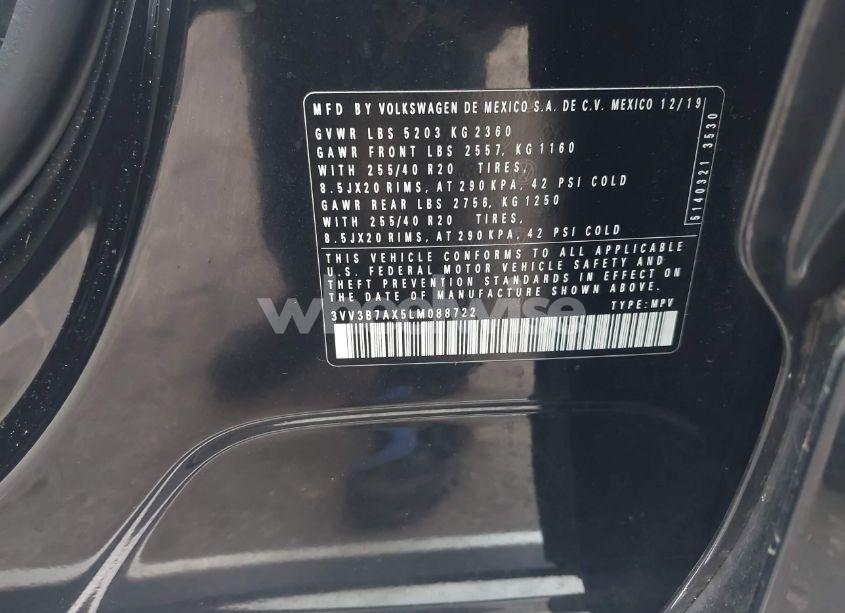 MFD BY VOLKSWAGEN DE MEXICO S.A. DE C.V. MEXICO 12/19
GVWR LBS 5203 KG 2360
GAWR FRONT LBS 2557, KG 1160
WITH 255/40 R20 TIRES,
8.5JX20 RIMS, AT 290 KPA, 42 PSI COLD
GAWR REAR LBS 2756, KG 1250
WITH 255/40 R20 TIRES,
8.5JX20 RIMS, AT 290 KPA, 42 PSI COLD
THIS VEHICLE CONFORMS TO ALL APPLICABLE
U.S. FEDERAL MOTOR VEHICLE SAFETY AND
THEFT PREVENTION STANDARDS IN EFFECT ON
THE DATE OF MANUFACTURE SHOWN ABOVE.
3VV3B7AX5LM088722 TYPE: MPV
5140321 3530
wheelwise